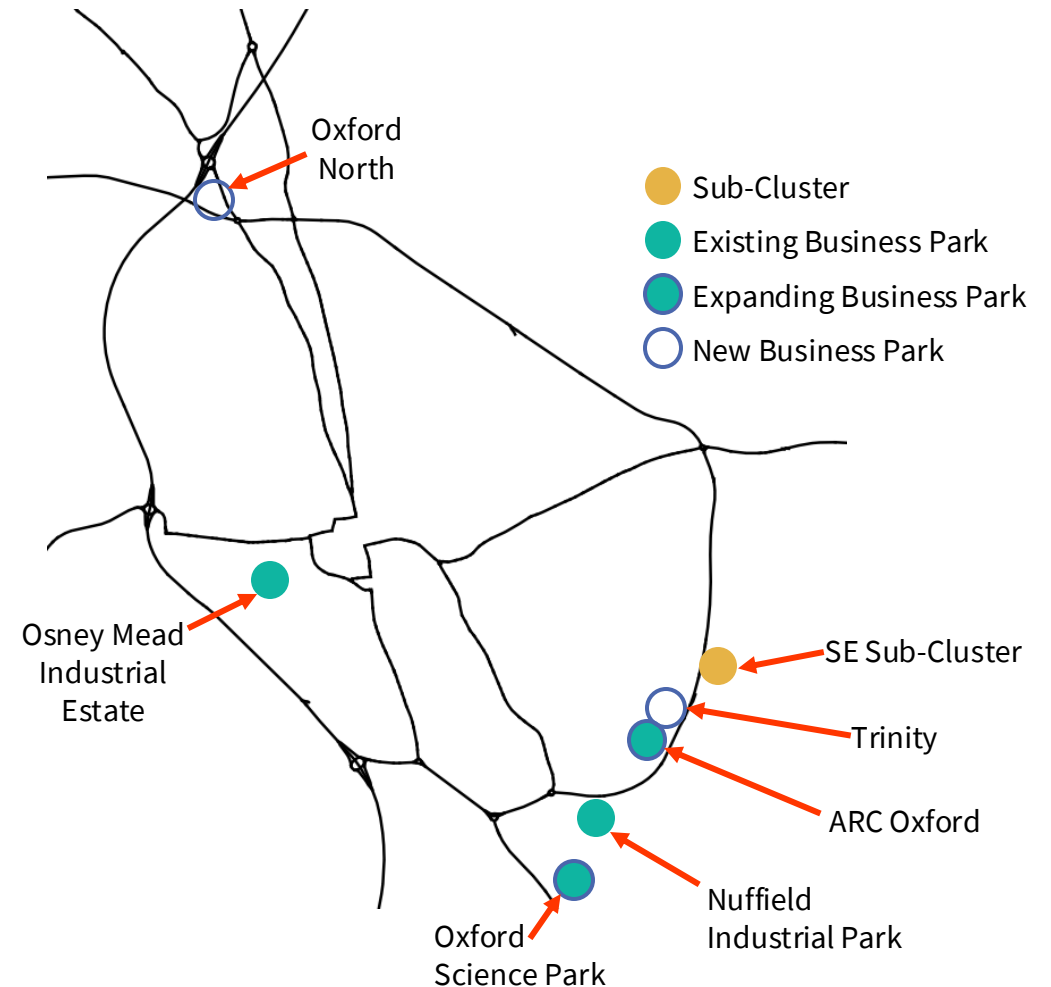 Oxford
North
Sub-Cluster
Existing Business Park
Expanding Business Park
New Business Park
Osney Mead
Industrial
Estate
SE Sub-Cluster
Trinity
ARC Oxford
Nuffield
Industrial Park
Oxford
Science Park